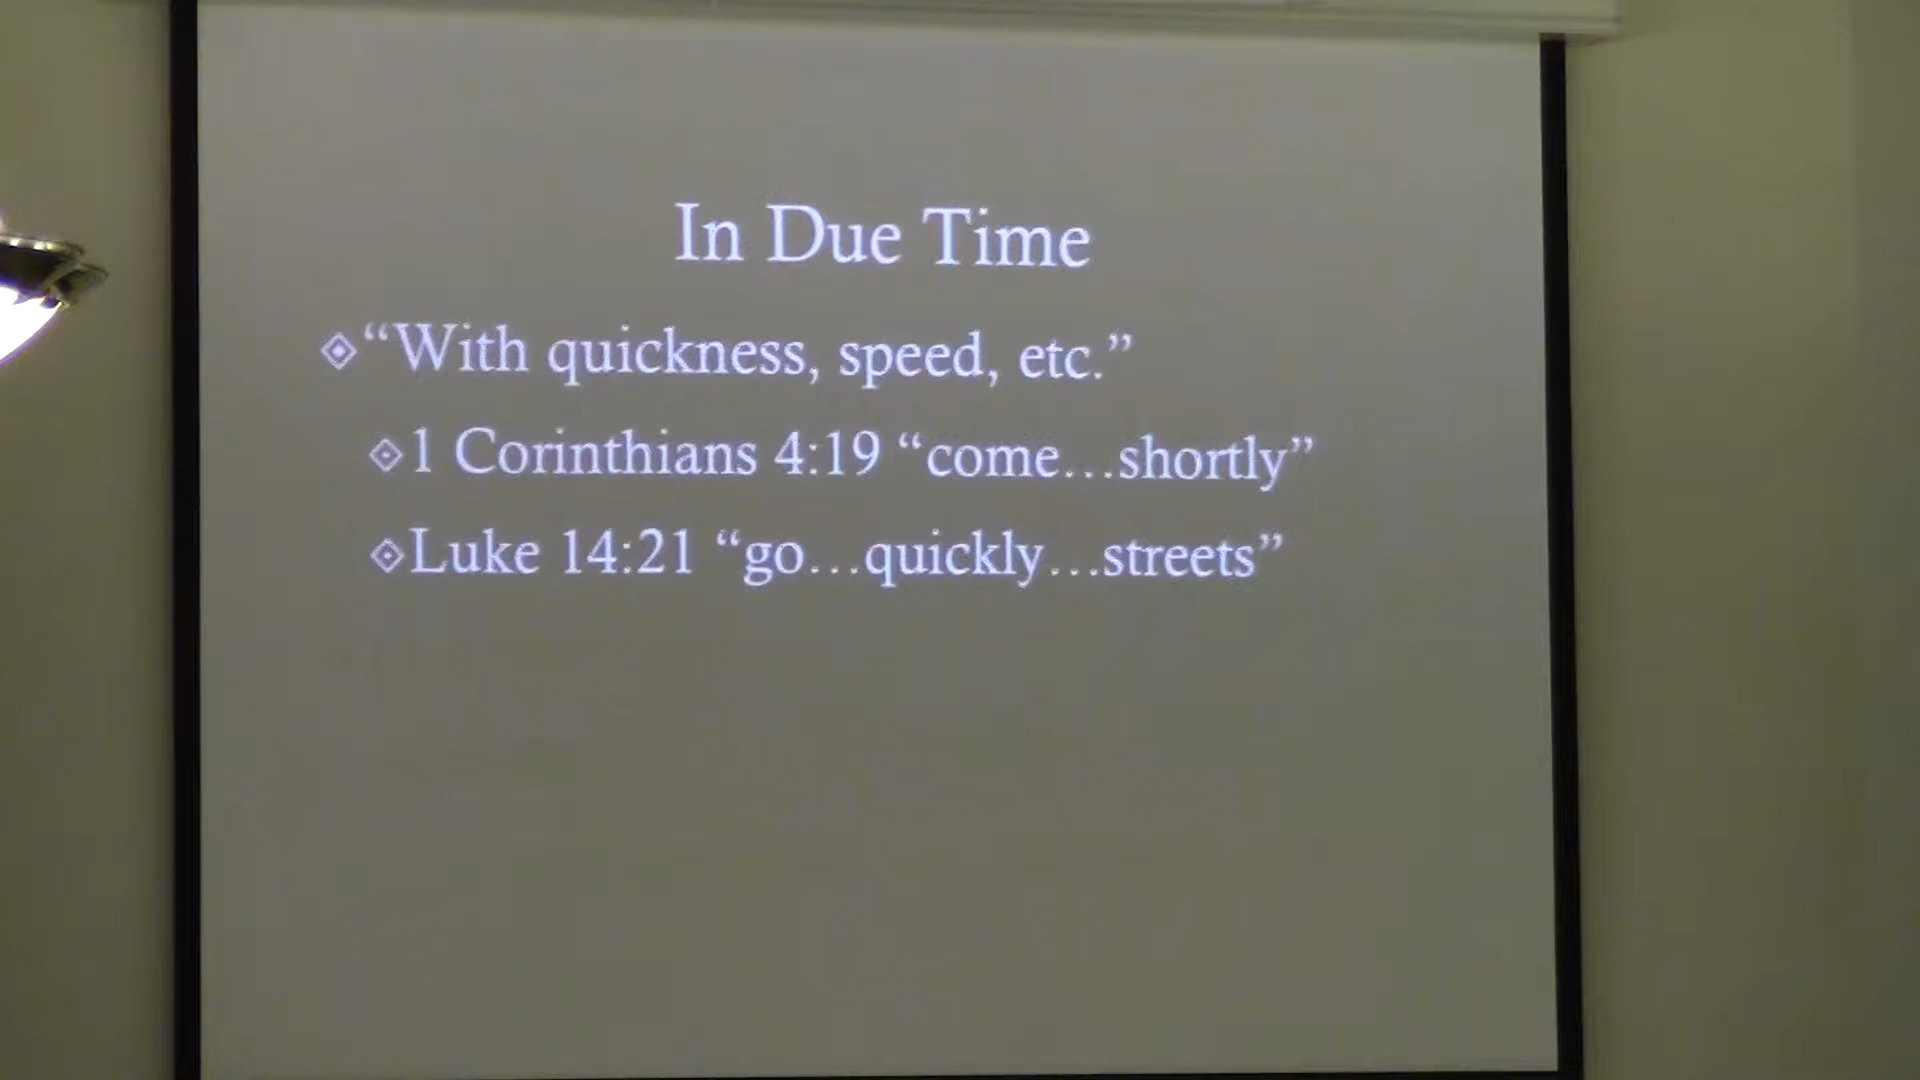 In Due Time
“With quickness, speed, etc.”
1 Corinthians 4:19 “come…shortly”
Luke 14:21 “go…quickly…streets”